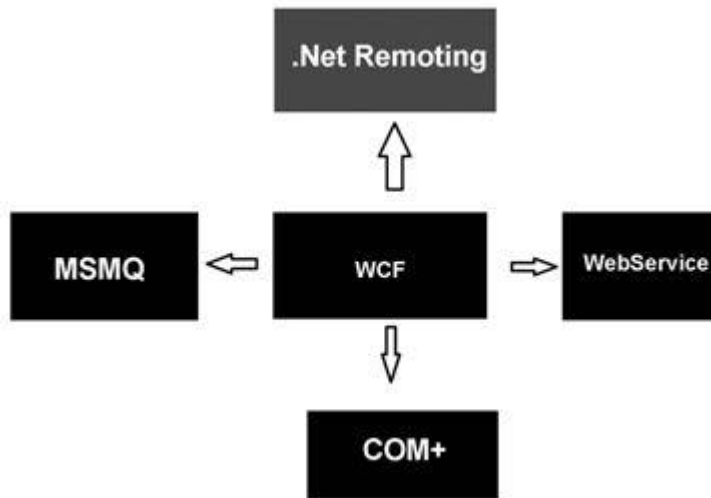 .Net Remoting
MSMQ
WCF
WebService
COM+